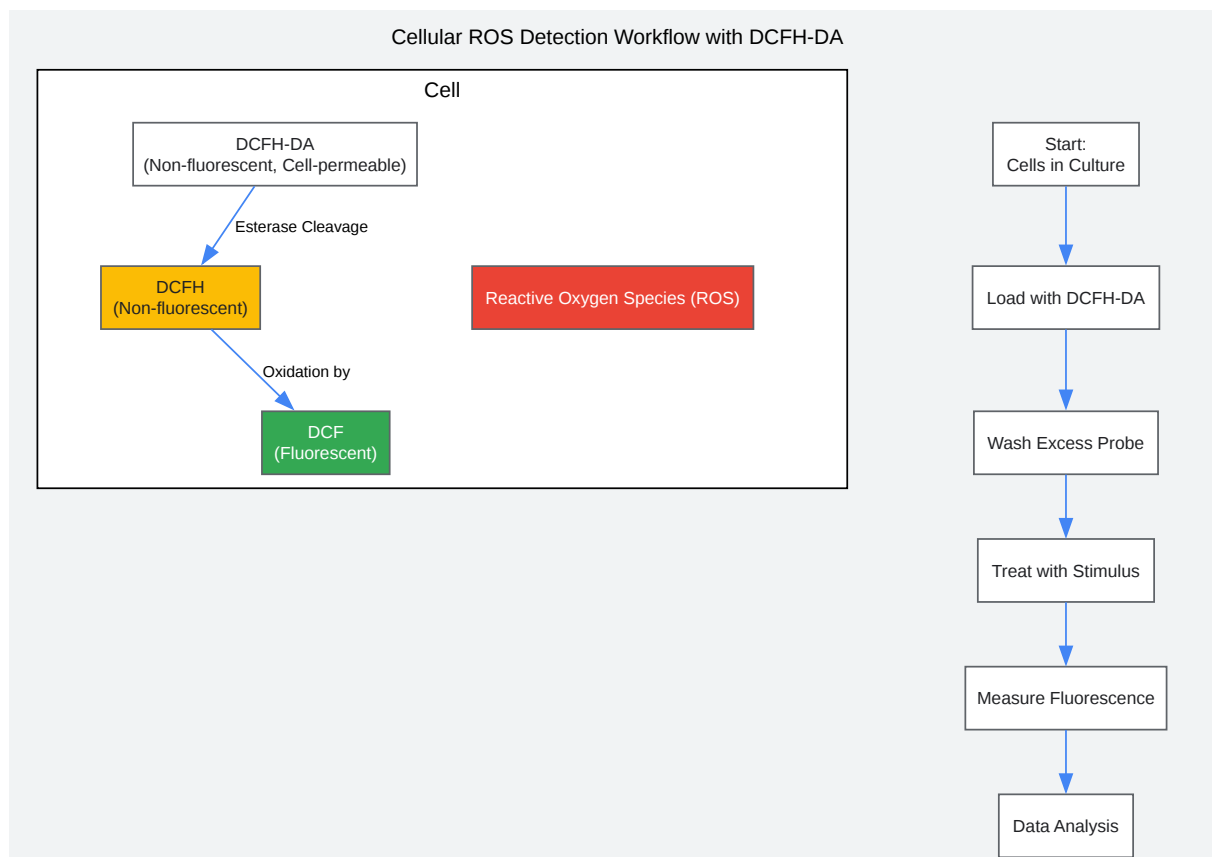 Cellular ROS Detection Workflow with DCFH-DA
Cell
DCFH-DA
(Non-fluorescent, Cell-permeable)
Esterase Cleavage
DCFH
(Non-fluorescent)
Reactive Oxygen Species (ROS)
Oxidation by
DCF
(Fluorescent)
Start:
Cells in Culture
Load with DCFH-DA
Wash Excess Probe
Treat with Stimulus
Measure Fluorescence
Data Analysis